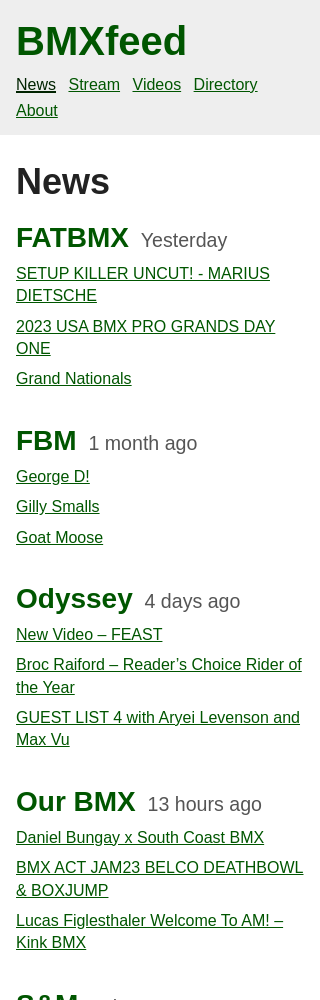 BMXfeed
News Stream Videos Directory
About
News
FATBMX Yesterday
SETUP KILLER UNCUT! - MARIUS
DIETSCHE
2023 USA BMX PRO GRANDS DAY
ONE
Grand Nationals
FBM 1 month ago
George D!
Gilly Smalls
Goat Moose
Odyssey 4 days ago
New Video – FEAST
Broc Raiford – Reader’s Choice Rider of
the Year
GUEST LIST 4 with Aryei Levenson and
Max Vu
Our BMX 13 hours ago
Daniel Bungay x South Coast BMX
BMX ACT JAM23 BELCO DEATHBOWL
& BOXJUMP
Lucas Figlesthaler Welcome To AM! –
Kink BMX